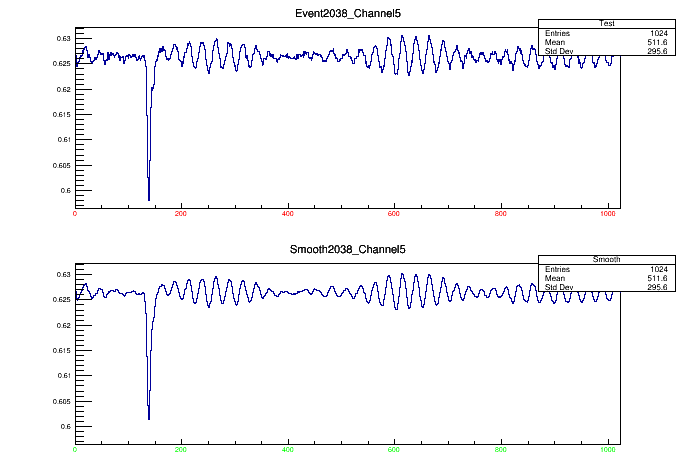 Event2038_Channel5
Test
Entries 1024
Mean 511.6
Std Dev 295.6
0.63
0.625
0.62
0.615
0.61
0.605
0.6
0 200 400 600 800 1000
Smooth2038_Channel5
Smooth
Entries 1024
Mean 511.6
Std Dev 295.6
0.63
0.625
0.62
0.615
0.61
0.605
0.6
0 200 400 600 800 1000